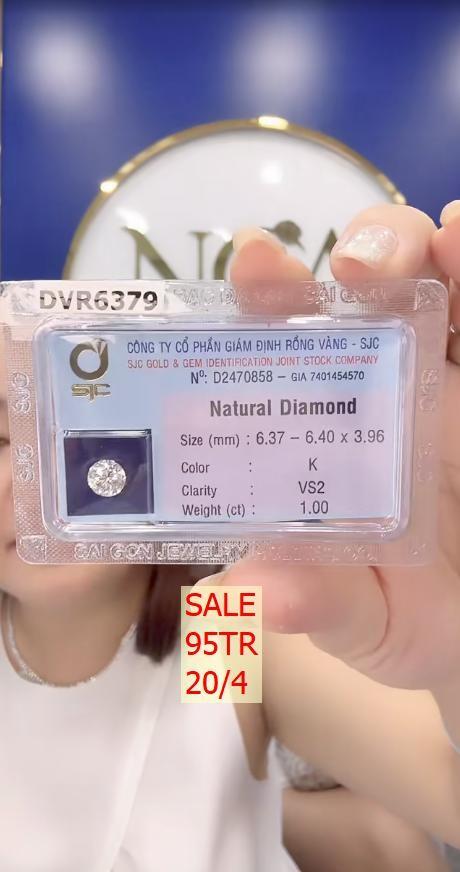 DVR6379
CÔNG TY CỔ PHẦN GIÁM ĐỊNH RỒNG VÀNG - SJC
SJC GOLD & GEM IDENTIFICATION JOINT STOCK COMPANY
Nº: D2470858 – GIA 7401454570
SJC
Natural Diamond
Size (mm) : 6.37 – 6.40 x 3.96
Color : K
Clarity : VS2
Weight (ct) : 1.00
SJC
SJC
SAI GON JEWELRY
SALE
95TR
20/4